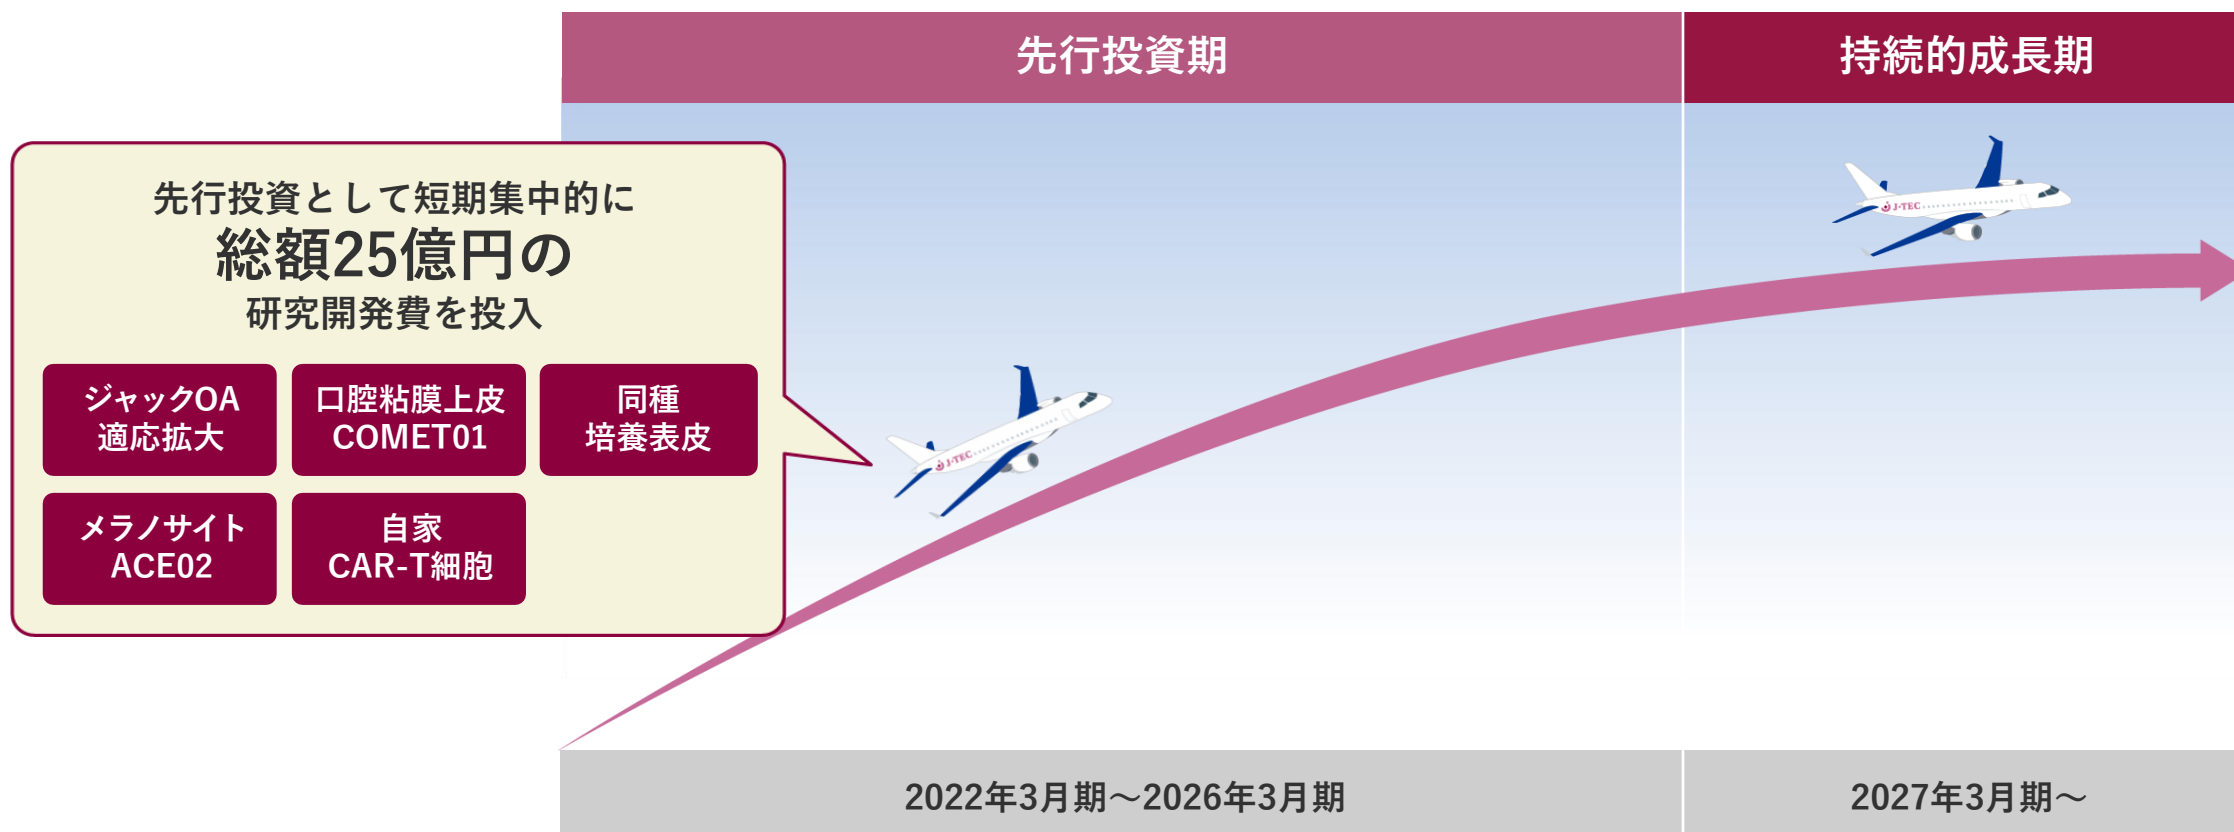 先行投資期
持続的成長期
先行投資として短期集中的に
総額25億円の
研究開発費を投入
ジャックOA
適応拡大
口腔粘膜上皮
COMET01
同種
培養表皮
メラノサイト
ACE02
自家
CAR-T細胞
J-TEC
J-TEC
2022年3月期～2026年3月期
2027年3月期～